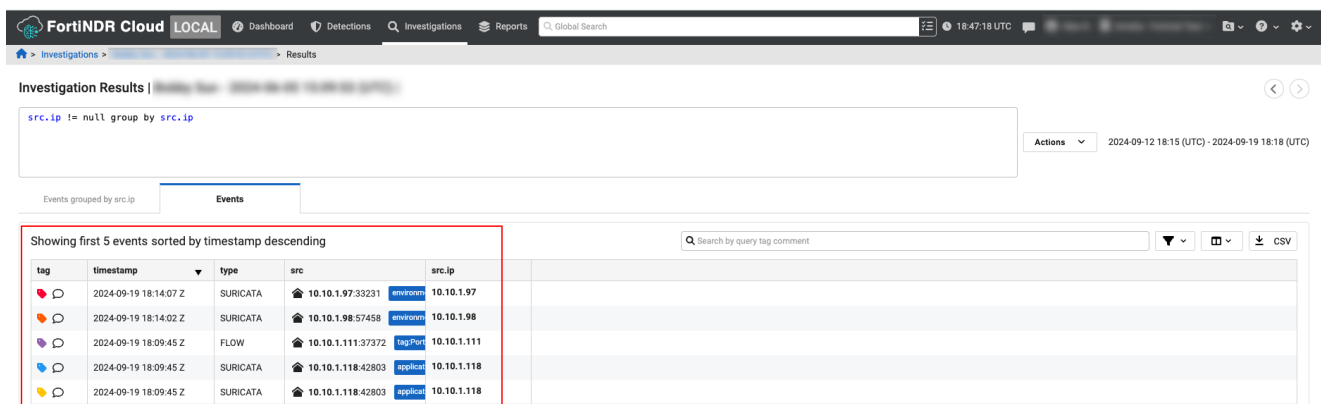 FortiNDR Cloud LOCAL Dashboard Detections Investigations Reports Global Search 18:47:18 UTC
> Investigations > > Results
Investigation Results |
src.ip != null group by src.ip
Actions 2024-09-12 18:15 (UTC) - 2024-09-19 18:18 (UTC)
Events grouped by src.ip Events
Showing first 5 events sorted by timestamp descending Search by query tag comment CSV
tag timestamp type src src.ip
2024-09-19 18:14:07 Z SURICATA 10.10.1.97:33231 environm 10.10.1.97
2024-09-19 18:14:02 Z SURICATA 10.10.1.98:57458 environm 10.10.1.98
2024-09-19 18:09:45 Z FLOW 10.10.1.111:37372 tag:Port 10.10.1.111
2024-09-19 18:09:45 Z SURICATA 10.10.1.118:42803 applicat 10.10.1.118
2024-09-19 18:09:45 Z SURICATA 10.10.1.118:42803 applicat 10.10.1.118